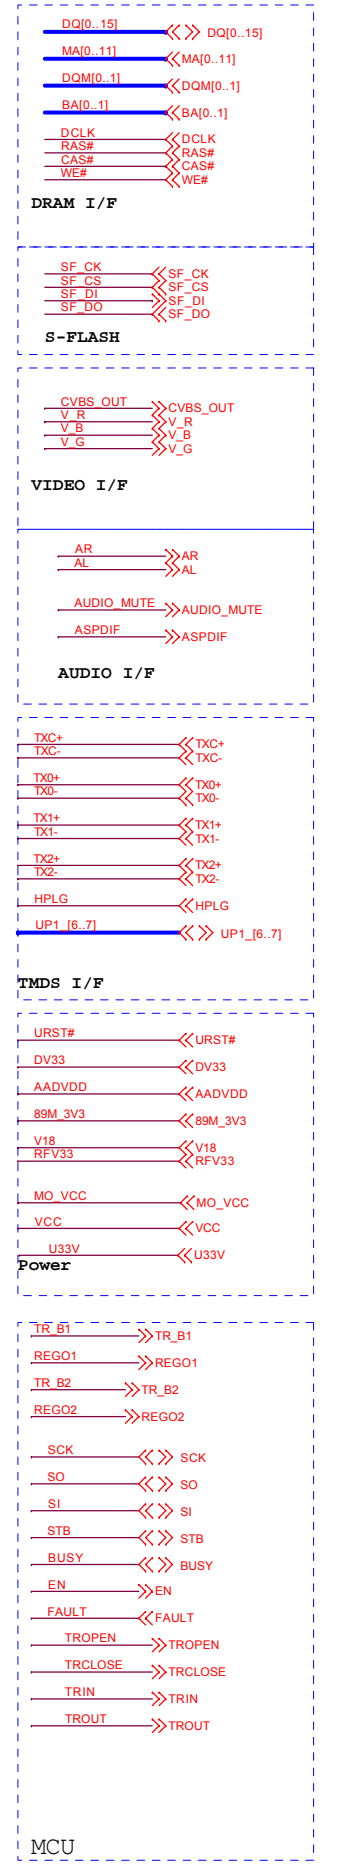 DQ[0..15] DQ[0..15]
MA[0..11] MA[0..11]
DQM[0..1] DQM[0..1]
BA[0..1] BA[0..1]
DCLK DCLK
RAS# RAS#
CAS# CAS#
WE# WE#
DRAM I/F
SF_CK SF_CK
SF_CS SF_CS
SF_DI SF_DI
SF_DO SF_DO
S-FLASH
CVBS_OUT CVBS_OUT
V_R V_R
V_B V_B
V_G V_G
VIDEO I/F
AR AR
AL AL
AUDIO_MUTE AUDIO_MUTE
ASPDIF ASPDIF
AUDIO I/F
TXC+ TXC+
TXC- TXC-
TX0+ TX0+
TX0- TX0-
TX1+ TX1+
TX1- TX1-
TX2+ TX2+
TX2- TX2-
HPLG HPLG
UP1_[6..7] UP1_[6..7]
TMDS I/F
URST# URST#
DV33 DV33
AADVDD AADVDD
89M_3V3 89M_3V3
V18 V18
RFV33 RFV33
MO_VCC MO_VCC
VCC VCC
U33V U33V
Power
TR_B1 TR_B1
REGO1 REGO1
TR_B2 TR_B2
REGO2 REGO2
SCK SCK
SO SO
SI SI
STB STB
BUSY BUSY
EN EN
FAULT FAULT
TROPEN TROPEN
TRCLOSE TRCLOSE
TRIN TRIN
TROUT TROUT
MCU